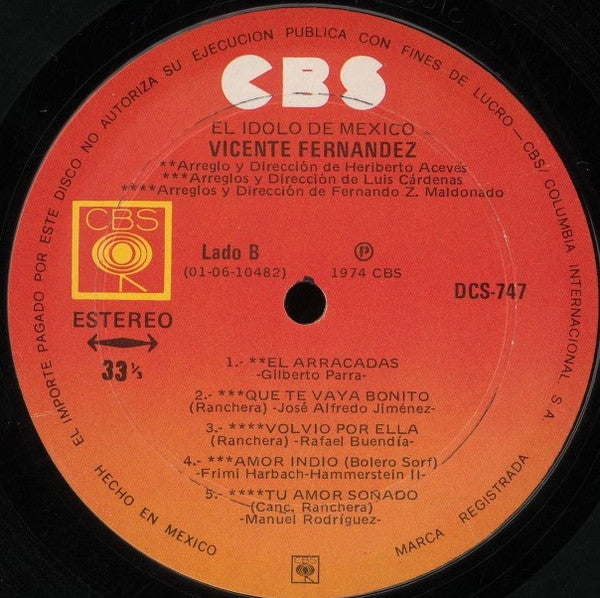 EL IMPORTE PAGADO POR ESTE DISCO NO AUTORIZA SU EJECUCION PUBLICA CON FINES DE LUCRO—CBS/COLUMBIA INTERNACIONAL, S.A.
CBS
EL IDOLO DE MEXICO
VICENTE FERNANDEZ
**Arreglo y Dirección de Heriberto Aceves
***Arreglos y Dirección de Luis Cárdenas
****Arreglos y Dirección de Fernando Z. Maldonado
CBS
Lado B
(01-06-10482)
℗
1974 CBS
DCS-747
ESTEREO
33 1/3
1.- **EL ARRACADAS
-Gilberto Parra-
2.- ***QUE TE VAYA BONITO
(Ranchera) -José Alfredo Jiménez-
3.- ****VOLVIO POR ELLA
(Ranchera) -Rafael Buendía-
4.- ***AMOR INDIO (Bolero Sorf)
-Friml Harbach-Hammerstein II-
5.- ****TU AMOR SOÑADO
(Canc. Ranchera)
-Manuel Rodríguez-
HECHO EN MEXICO
CBS
MARCA REGISTRADA